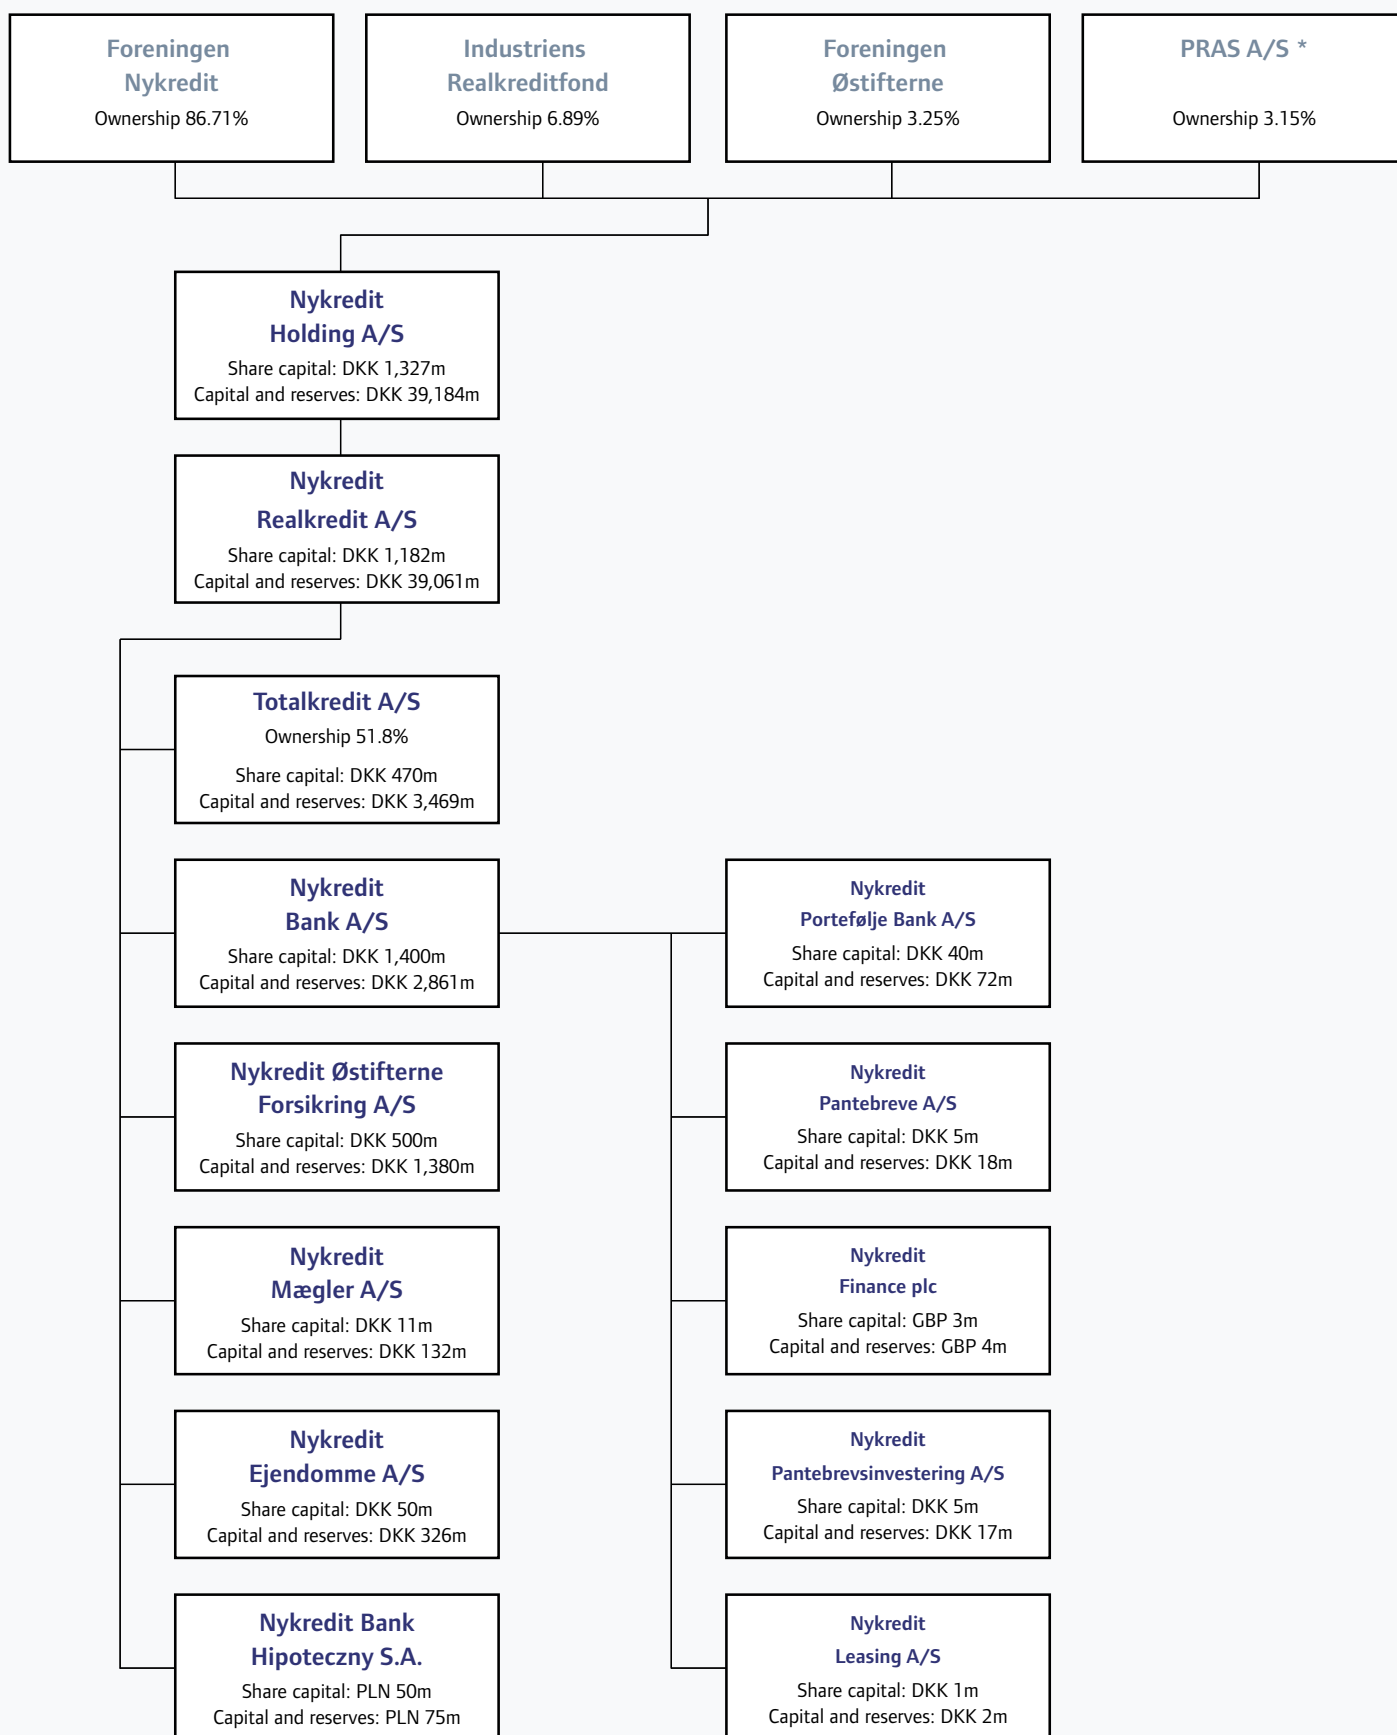 Foreningen
Nykredit
Ownership 86.71%
Industriens
Realkreditfond
Ownership 6.89%
Foreningen
Østifterne
Ownership 3.25%
PRAS A/S *
Ownership 3.15%
Nykredit
Holding A/S
Share capital: DKK 1,327m
Capital and reserves: DKK 39,184m
Nykredit
Realkredit A/S
Share capital: DKK 1,182m
Capital and reserves: DKK 39,061m
Totalkredit A/S
Ownership 51.8%
Share capital: DKK 470m
Capital and reserves: DKK 3,469m
Nykredit
Bank A/S
Share capital: DKK 1,400m
Capital and reserves: DKK 2,861m
Nykredit
Portefølje Bank A/S
Share capital: DKK 40m
Capital and reserves: DKK 72m
Nykredit Østifterne
Forsikring A/S
Share capital: DKK 500m
Capital and reserves: DKK 1,380m
Nykredit
Pantebreve A/S
Share capital: DKK 5m
Capital and reserves: DKK 18m
Nykredit
Mægler A/S
Share capital: DKK 11m
Capital and reserves: DKK 132m
Nykredit
Finance plc
Share capital: GBP 3m
Capital and reserves: GBP 4m
Nykredit
Ejendomme A/S
Share capital: DKK 50m
Capital and reserves: DKK 326m
Nykredit
Pantebrevsinvestering A/S
Share capital: DKK 5m
Capital and reserves: DKK 17m
Nykredit Bank
Hipoteczny S.A.
Share capital: PLN 50m
Capital and reserves: PLN 75m
Nykredit
Leasing A/S
Share capital: DKK 1m
Capital and reserves: DKK 2m